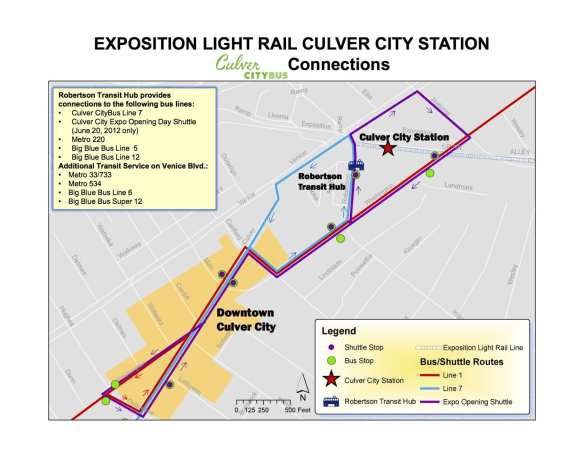 EXPOSITION LIGHT RAIL CULVER CITY STATION
Culver CITYBUS Connections
Robertson Transit Hub provides
connections to the following bus lines:
• Culver CityBus Line 7
• Culver City Expo Opening Day Shuttle
(June 20, 2012 only)
• Metro 220
• Big Blue Bus Line 5
• Big Blue Bus Line 12
Additional Transit Service on Venice Blvd.:
• Metro 33/733
• Metro 534
• Big Blue Bus Line 6
• Big Blue Bus Super 12
Exposition
Venice
ALLEY
Culver City Station
Robertson
Transit Hub
Landmark
Wesley
Lindblade
Downtown
Culver City
Legend
Shuttle Stop
Bus Stop
Culver City Station
Robertson Transit Hub
Exposition Light Rail Line
Bus/Shuttle Routes
Line 1
Line 7
Expo Opening Shuttle
N
0 125 250 500 Feet